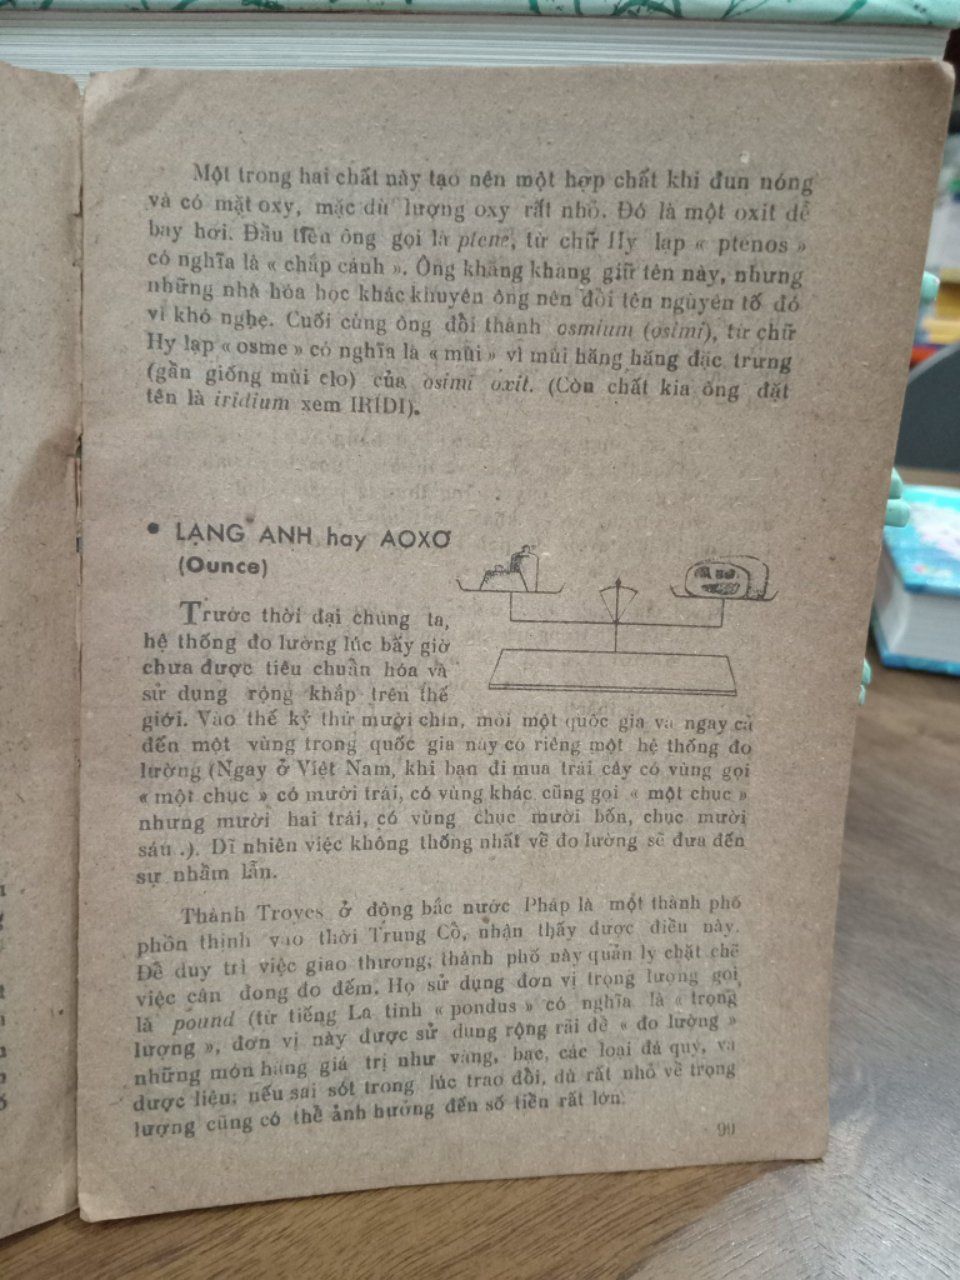 Một trong hai chất này tạo nên một hợp chất khi đun nóng
và có mặt oxy, mặc dù lượng oxy rất nhỏ. Đó là một oxit dễ
bay hơi. Đầu tiên ông gọi là ptene, từ chữ Hy lạp « ptenos »
có nghĩa là « chắp cánh ». Ông khăng khăng giữ tên này, nhưng
những nhà hóa học khác khuyên ông nên đổi tên nguyên tố đó
vì khó nghe. Cuối cùng ông đổi thành osmium (osimi), từ chữ
Hy lạp « osme » có nghĩa là « mùi » vì mùi hăng hăng đặc trưng
(gần giống mùi clo) của osimi oxit. (Còn chất kia ông đặt
tên là iridium xem IRIĐI).
• LẠNG ANH hay AOXƠ
(Ounce)
Trước thời đại chúng ta,
hệ thống đo lường lúc bấy giờ
chưa được tiêu chuẩn hóa và
sử dụng rộng khắp trên thế
giới. Vào thế kỷ thứ mười chín, mỗi một quốc gia và ngay cả
đến một vùng trong quốc gia này có riêng một hệ thống đo
lường (Ngay ở Việt Nam, khi bạn đi mua trái cây có vùng gọi
« một chục » có mười trái, có vùng khác cũng gọi « một chục »
nhưng mười hai trái, có vùng chục mười bốn, chục mười
sáu..). Dĩ nhiên việc không thống nhất về đo lường sẽ đưa đến
sự nhầm lẫn.
Thành Troyes ở đông bắc nước Pháp là một thành phố
phồn thịnh vào thời Trung Cổ, nhận thấy được điều này.
Để duy trì việc giao thương, thành phố này quản lý chặt chẽ
việc cân đong đo đếm. Họ sử dụng đơn vị trọng lượng gọi
là pound (từ tiếng La tinh « pondus » có nghĩa là « trọng
lượng », đơn vị này được sử dụng rộng rãi để « đo lường »
những món hàng giá trị như vàng, bạc, các loại đá quý, và
dược liệu; nếu sai sót trong lúc trao đổi, dù rất nhỏ về trọng
lượng cũng có thể ảnh hưởng đến số tiền rất lớn.
99